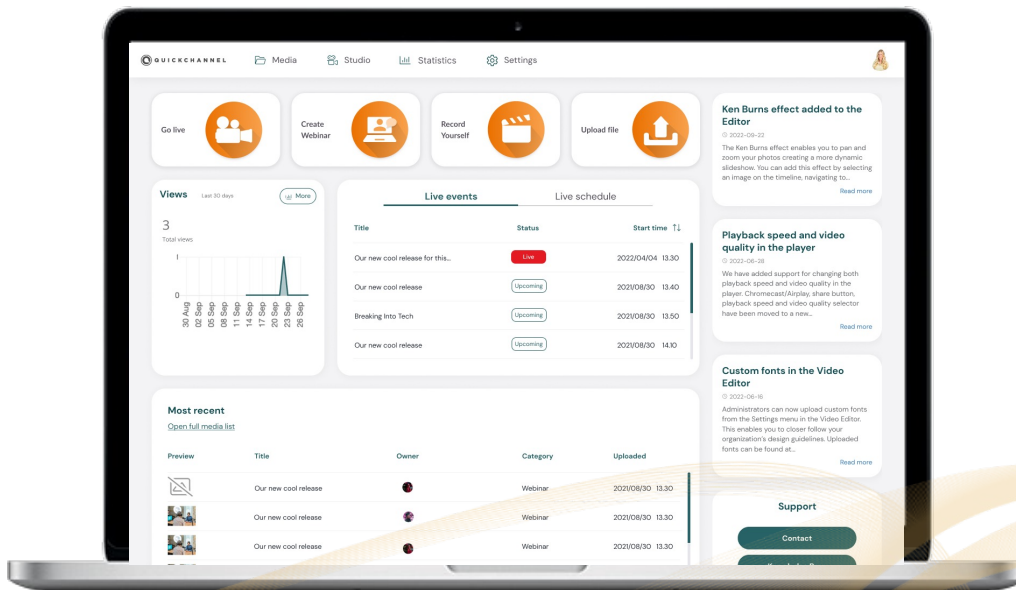 QUICKCHANNEL
Media
Studio
Statistics
Settings
Go live
Create
Webinar
Record
Yourself
Upload file
Views
Last 30 days
More
3
Total views
1
0
30 Aug
02 Sep
05 Sep
08 Sep
11 Sep
14 Sep
17 Sep
20 Sep
23 Sep
26 Sep
Live events
Live schedule
Title Status Start time
Our new cool release for this... Live 2022/04/04 13.30
Our new cool release Upcoming 2021/08/30 13.40
Breaking Into Tech Upcoming 2021/08/30 13.50
Our new cool release Upcoming 2021/08/30 14.10
Most recent
Open full media list
Preview Title Owner Category Uploaded
Our new cool release Webinar 2021/08/30 13.30
Our new cool release Webinar 2021/08/30 13.30
Our new cool release Webinar 2021/08/30 13.30
Ken Burns effect added to the
Editor
2022-09-22
The Ken Burns effect enables you to pan and
zoom your photos creating a more dynamic
slideshow. You can add this effect by selecting
an image on the timeline, navigating to...
Read more
Playback speed and video
quality in the player
2022-06-28
We have added support for changing both
playback speed and video quality in the
player. Chromecast/Airplay, share button,
playback speed and video quality selector
have been moved to a new...
Read more
Custom fonts in the Video
Editor
2022-06-16
Administrators can now upload custom fonts
from the Settings menu in the Video Editor.
This enables you to closer follow your
organization's design guidelines. Uploaded
fonts can be found at...
Read more
Support
Contact